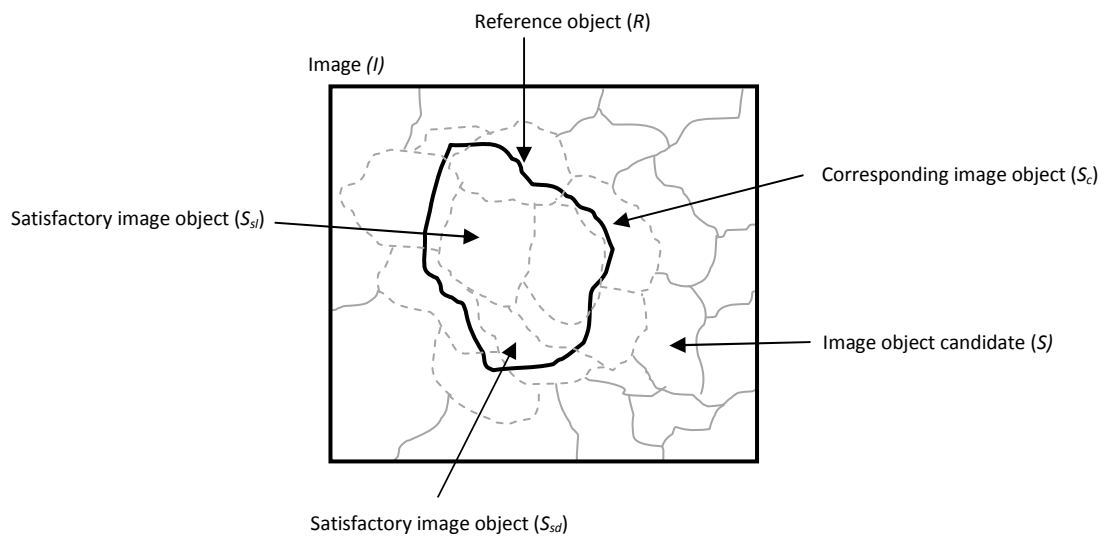 Reference object (R)
Image (I)
Corresponding image object (Sc)
Satisfactory image object (Ssl)
Image object candidate (S)
Satisfactory image object (Ssd)